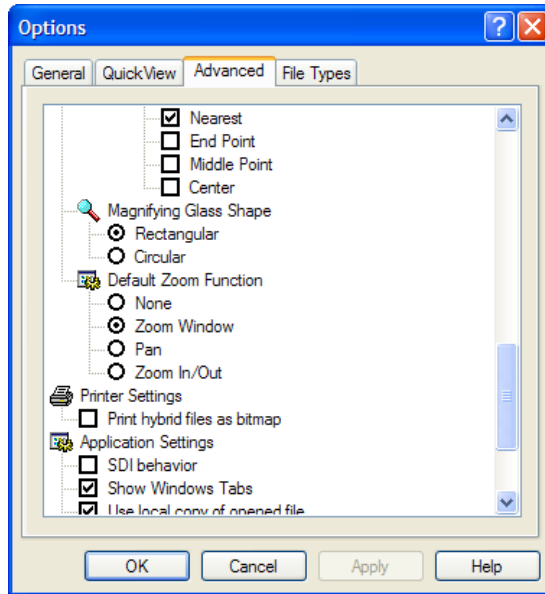 Options
General QuickView Advanced File Types
Nearest
End Point
Middle Point
Center
Magnifying Glass Shape
Rectangular
Circular
Default Zoom Function
None
Zoom Window
Pan
Zoom In/Out
Printer Settings
Print hybrid files as bitmap
Application Settings
SDI behavior
Show Windows Tabs
Use local copy of opened file
OK Cancel Apply Help